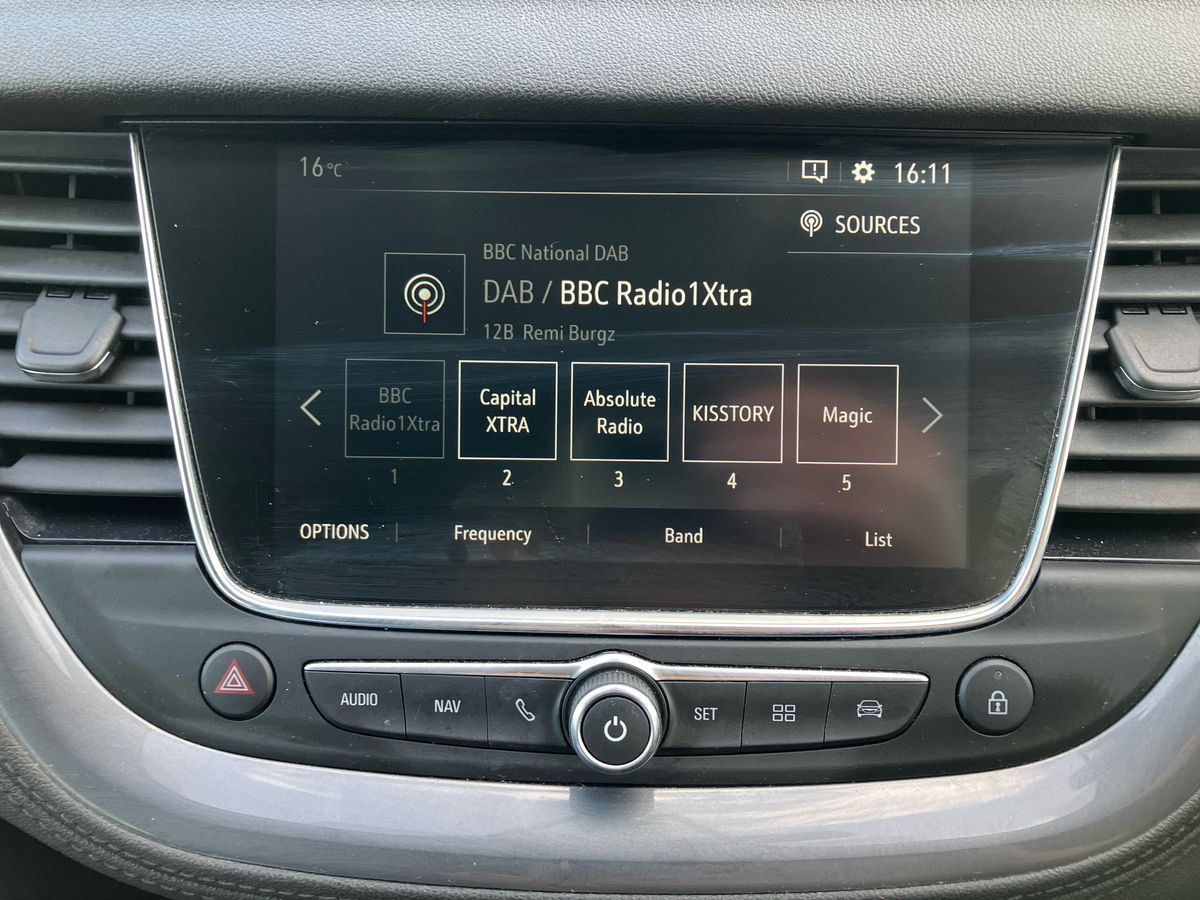 16°C
16:11
SOURCES
BBC National DAB
DAB / BBC Radio1Xtra
12B Remi Burgz
BBC
Radio1Xtra
Capital
XTRA
Absolute
Radio
KISSTORY
Magic
1
2
3
4
5
OPTIONS
Frequency
Band
List
AUDIO
NAV
SET